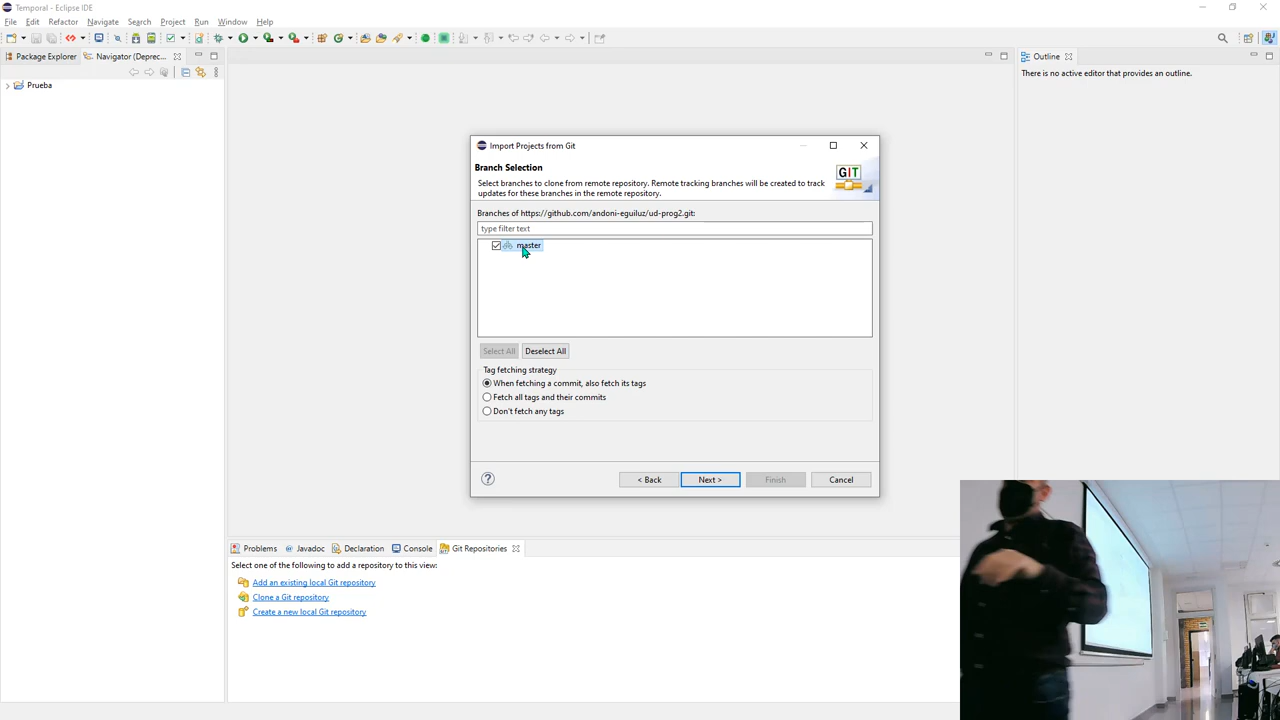 Temporal - Eclipse IDE
File Edit Refactor Navigate Search Project Run Window Help
Package Explorer Navigator (Deprec... Outline
There is no active editor that provides an outline.
Prueba
Import Projects from Git
Branch Selection
Select branches to clone from remote repository. Remote tracking branches will be created to track
updates for these branches in the remote repository.
GIT
Branches of https://github.com/andoni-eguiluz/ud-prog2.git:
type filter text
master
Select All Deselect All
Tag fetching strategy
When fetching a commit, also fetch its tags
Fetch all tags and their commits
Don't fetch any tags
? < Back Next > Finish Cancel
Problems Javadoc Declaration Console Git Repositories
Select one of the following to add a repository to this view:
Add an existing local Git repository
Clone a Git repository
Create a new local Git repository